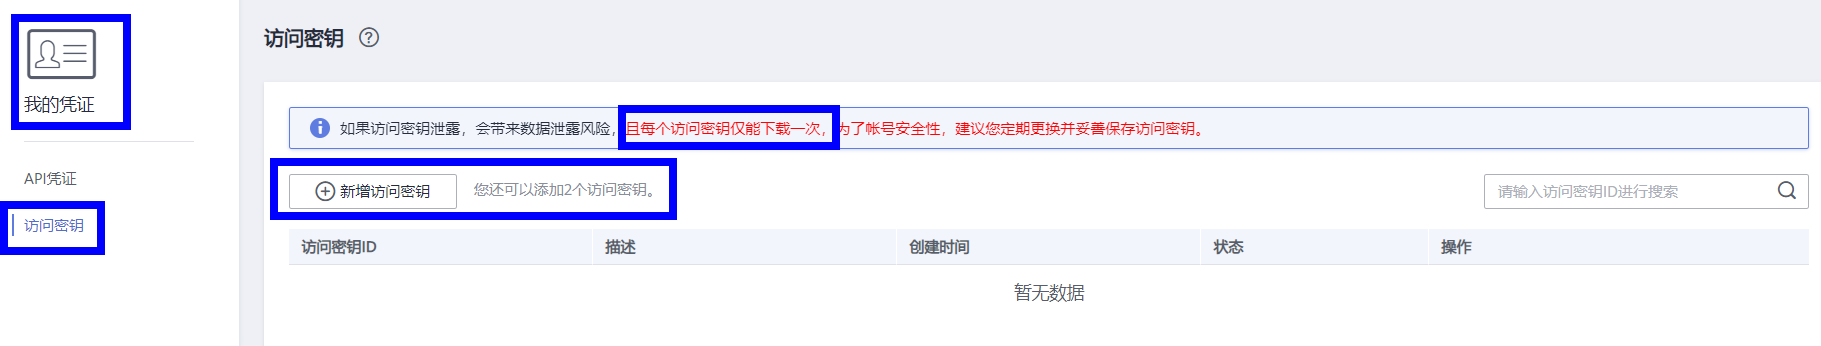 我的凭证
API凭证
访问密钥
访问密钥 ?
如果访问密钥泄露，会带来数据泄露风险，且每个访问密钥仅能下载一次，为了帐号安全性，建议您定期更换并妥善保存访问密钥。
新增访问密钥 您还可以添加2个访问密钥。 请输入访问密钥ID进行搜索
访问密钥ID 描述 创建时间 状态 操作
暂无数据